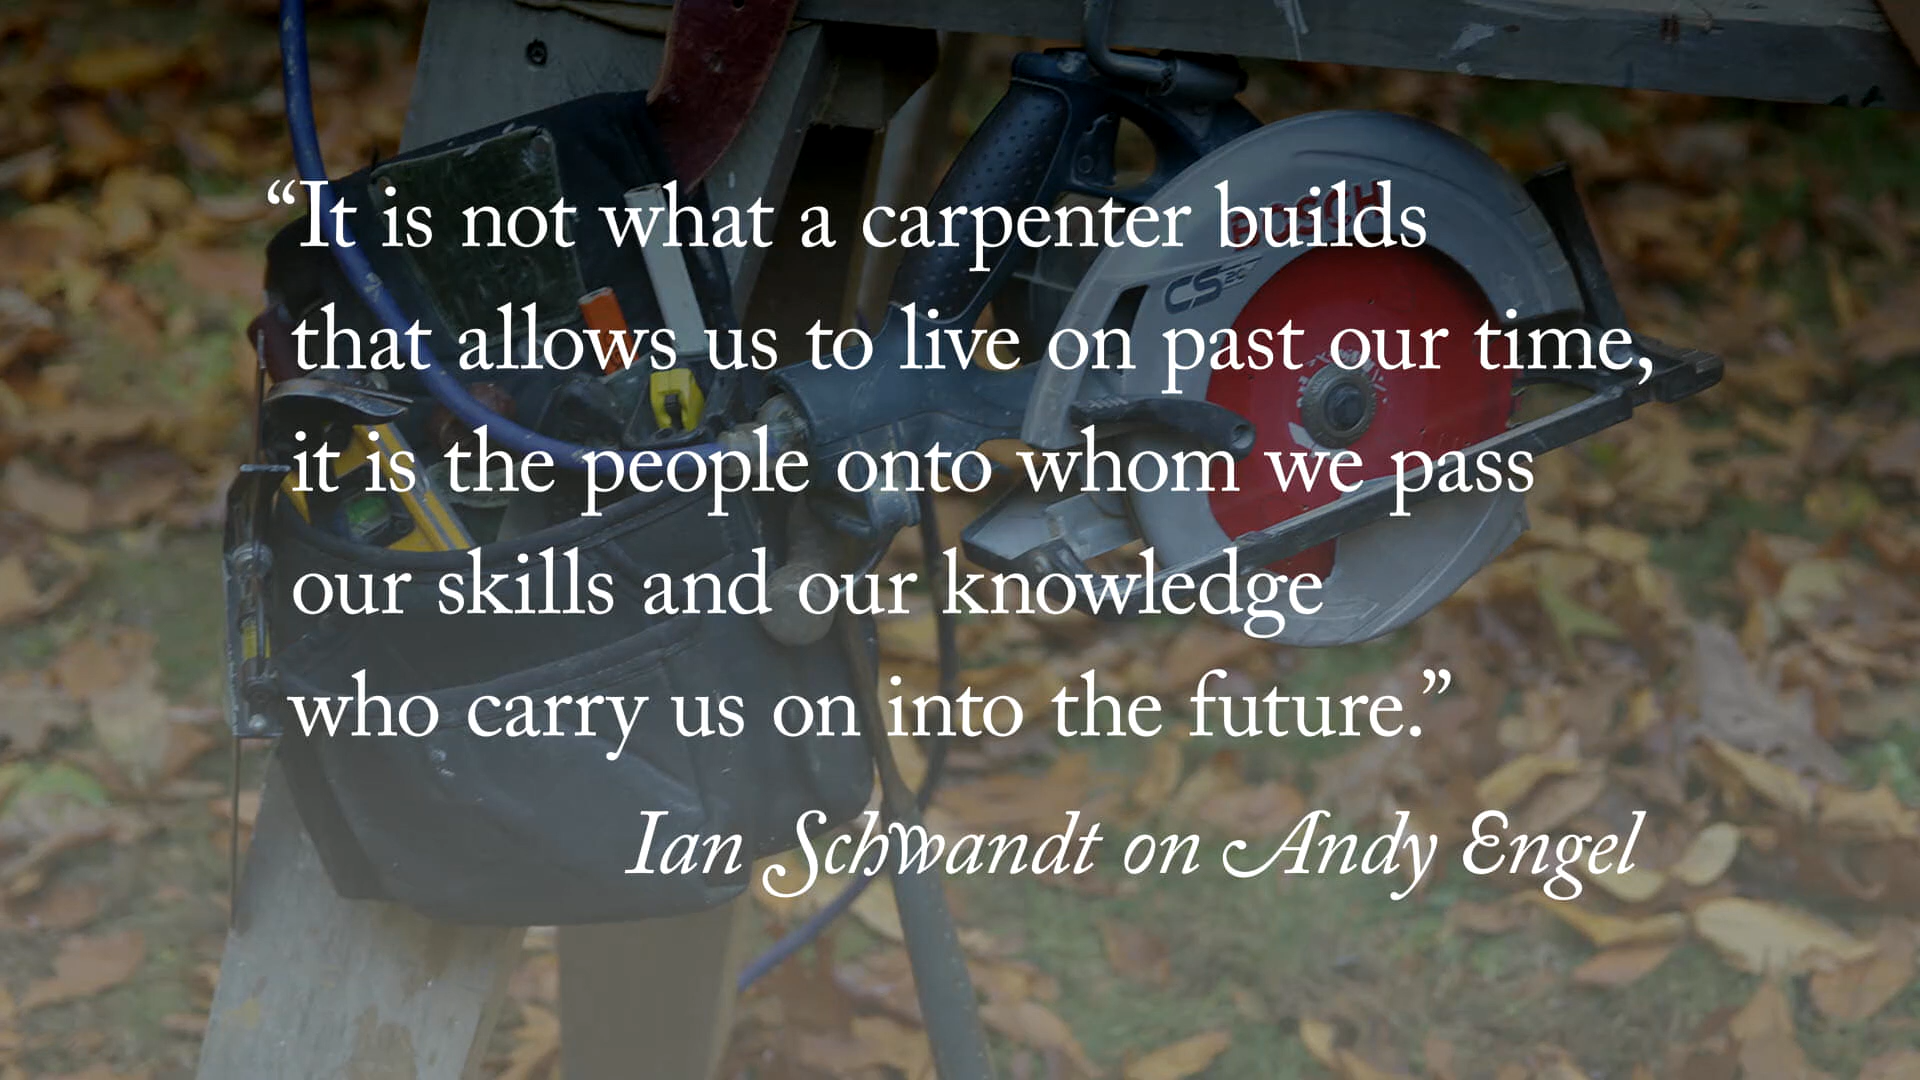 “It is not what a carpenter builds
that allows us to live on past our time,
it is the people onto whom we pass
our skills and our knowledge
who carry us on into the future.”
Ian Schwandt on Andy Engel
BOSCH
CS20